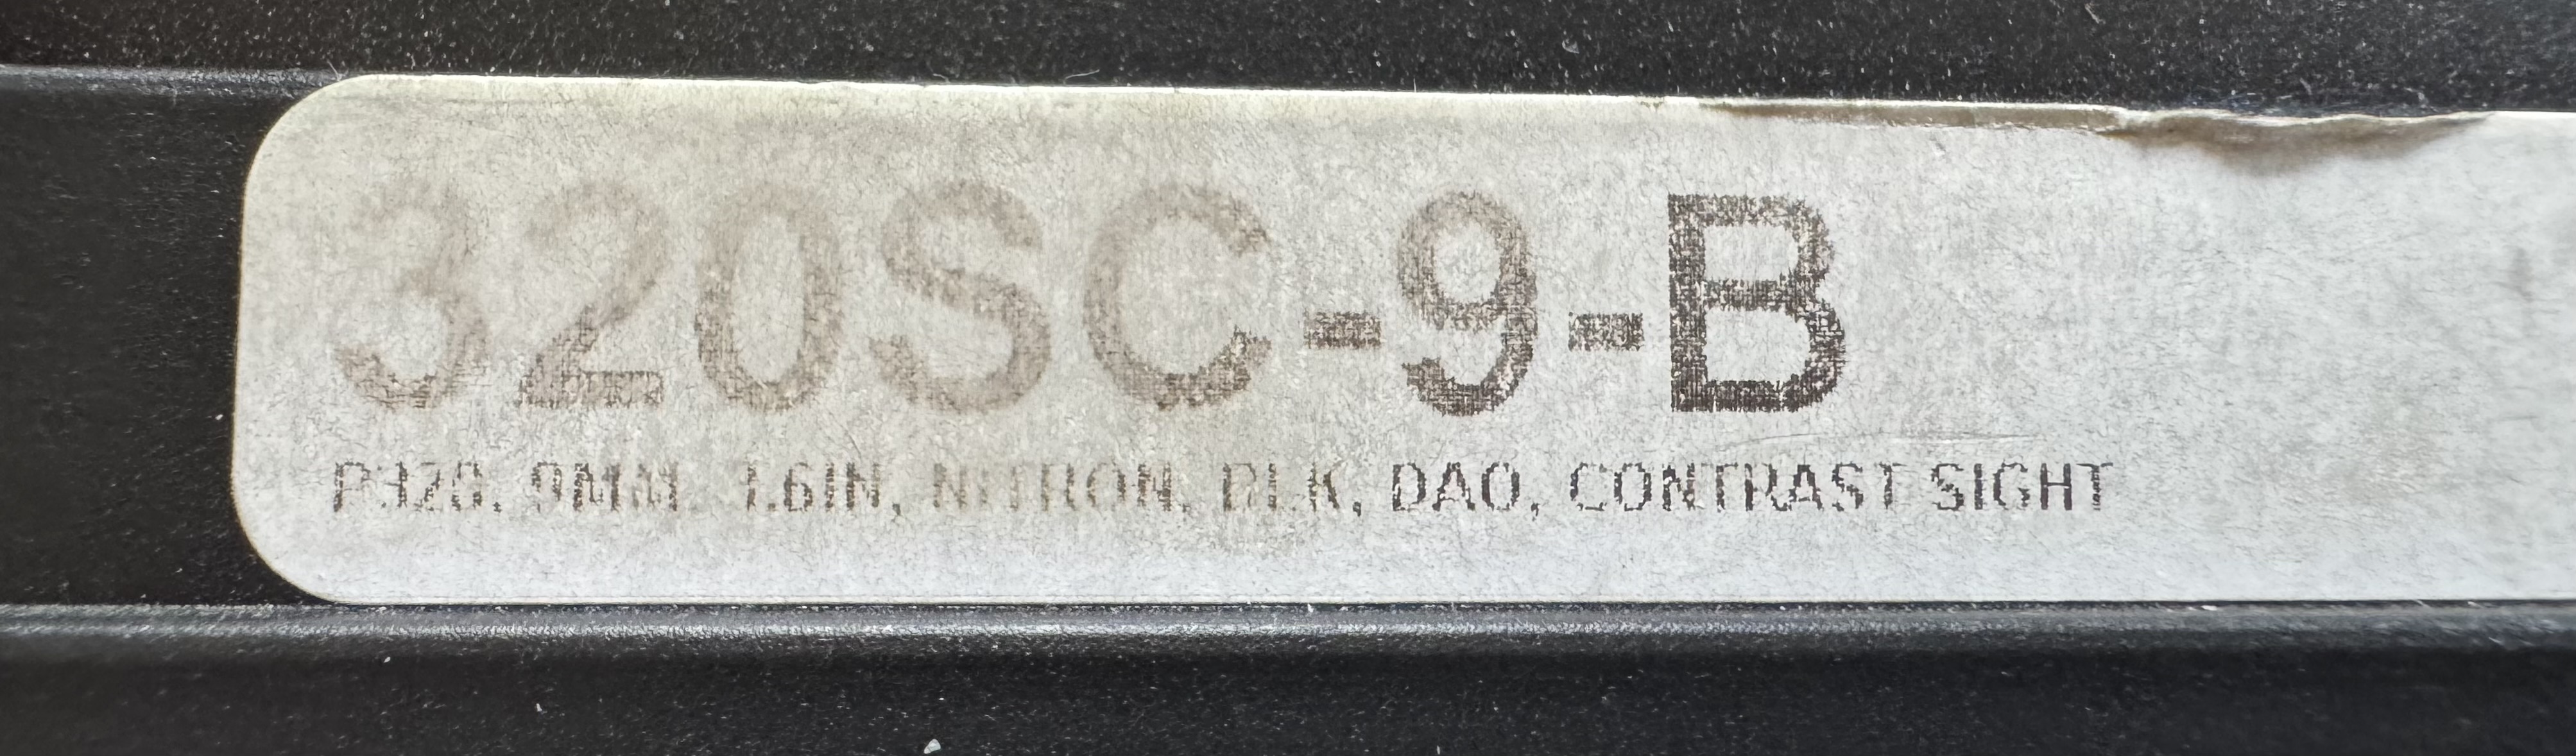 320SC-9-B
P320, 9MM, 3.6IN, NITRON, BLK, DAO, CONTRAST SIGHT